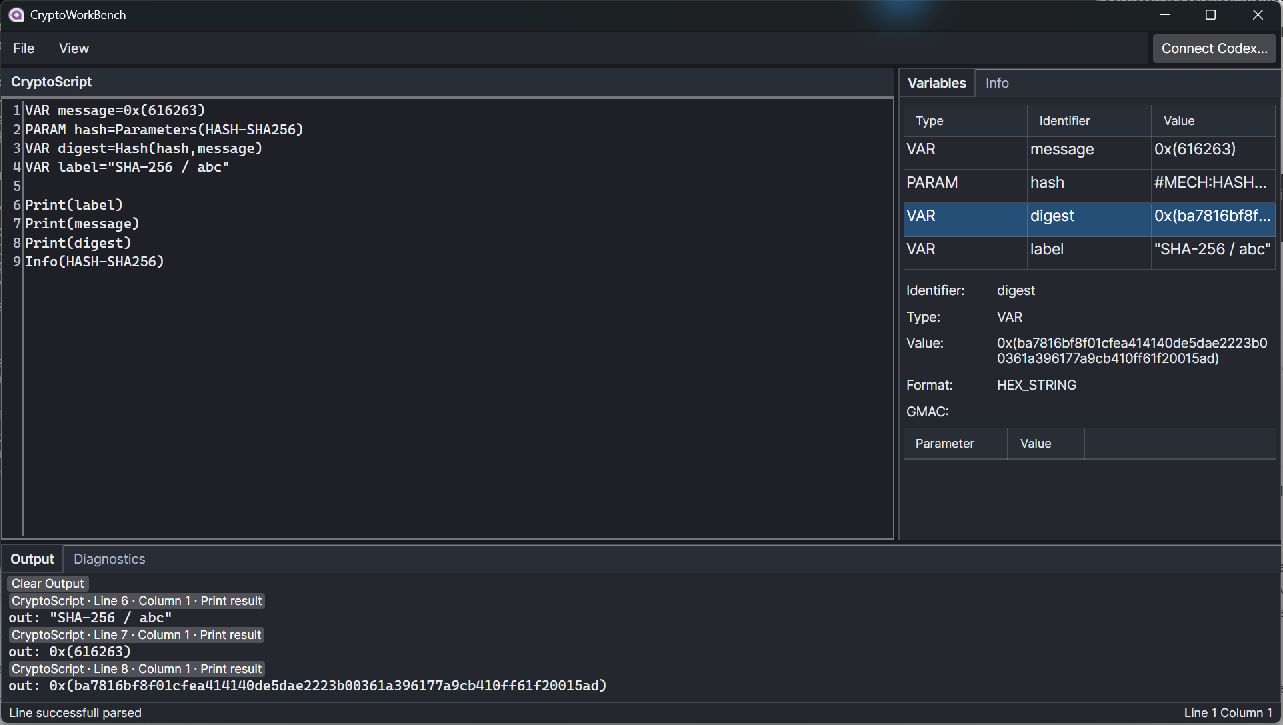 CryptoWorkBench
File View Connect Codex...
CryptoScript
1 VAR message=0x(616263)
2 PARAM hash=Parameters(HASH-SHA256)
3 VAR digest=Hash(hash,message)
4 VAR label="SHA-256 / abc"
5
6 Print(label)
7 Print(message)
8 Print(digest)
9 Info(HASH-SHA256)
Variables Info
Type Identifier Value
VAR message 0x(616263)
PARAM hash #MECH:HASH...
VAR digest 0x(ba7816bf8f...
VAR label "SHA-256 / abc"
Identifier: digest
Type: VAR
Value: 0x(ba7816bf8f01cfea414140de5dae2223b0
0361a396177a9cb410ff61f20015ad)
Format: HEX_STRING
GMAC:
Parameter Value
Output Diagnostics
Clear Output
CryptoScript · Line 6 · Column 1 · Print result
out: "SHA-256 / abc"
CryptoScript · Line 7 · Column 1 · Print result
out: 0x(616263)
CryptoScript · Line 8 · Column 1 · Print result
out: 0x(ba7816bf8f01cfea414140de5dae2223b00361a396177a9cb410ff61f20015ad)
Line successfull parsed Line 1 Column 1